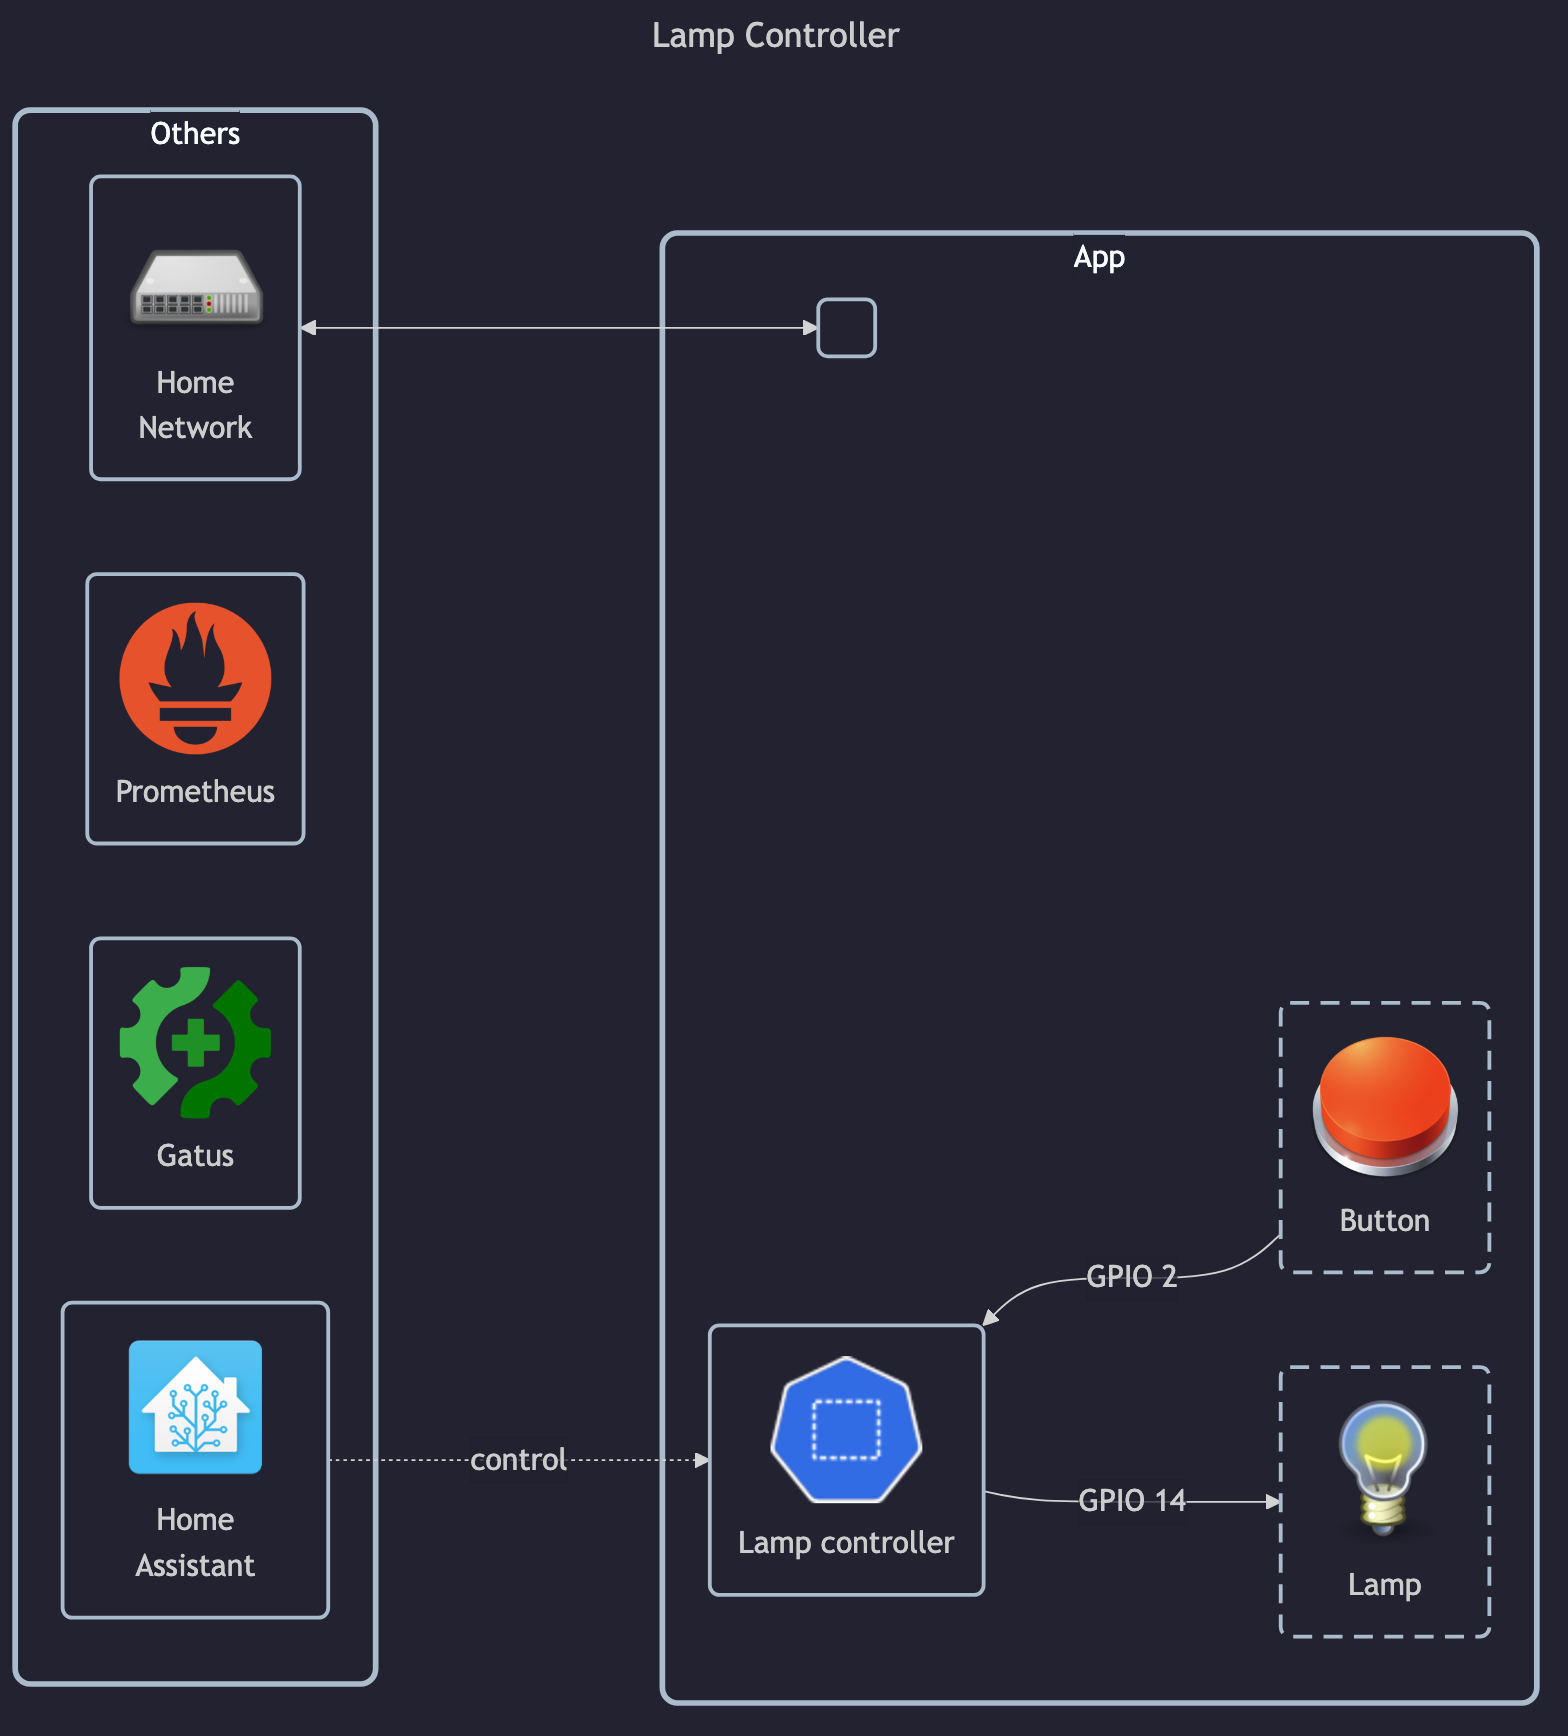 Lamp Controller
Others
Home
Network
Prometheus
Gatus
Home
Assistant
control
App
Button
GPIO 2
Lamp controller
GPIO 14
Lamp